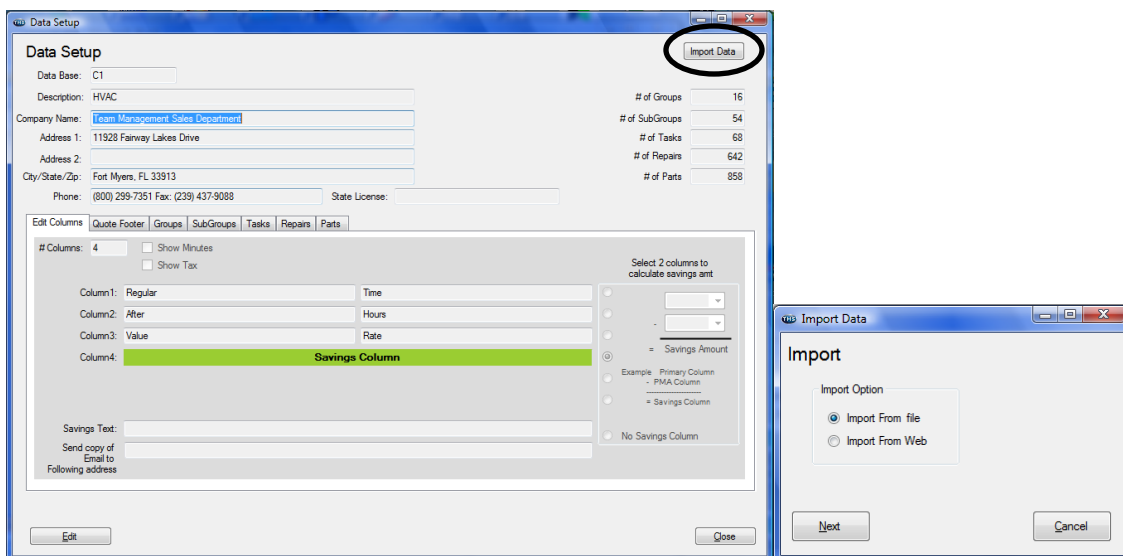 Data Setup
Data Setup
Import Data
Data Base: C1
Description: HVAC
# of Groups 16
Company Name: Team Management Sales Department
# of SubGroups 54
Address 1: 11928 Fairway Lakes Drive
# of Tasks 68
Address 2:
# of Repairs 642
City/State/Zip: Fort Myers, FL 33913
# of Parts 858
Phone: (800) 299-7351 Fax: (239) 437-9088 State License:
Edit Columns Quote Footer Groups SubGroups Tasks Repairs Parts
# Columns: 4 Show Minutes
Show Tax
Select 2 columns to
calculate savings amt
Column1: Regular Time
Column2: After Hours
-
Column3: Value Rate
= Savings Amount
Column4: Savings Column
Example Primary Column
- PMA Column
--------------------
= Savings Column
Savings Text:
No Savings Column
Send copy of
Email to
Following address
Edit
Close
THS Import Data
Import
Import Option
Import From file
Import From Web
Next
Cancel